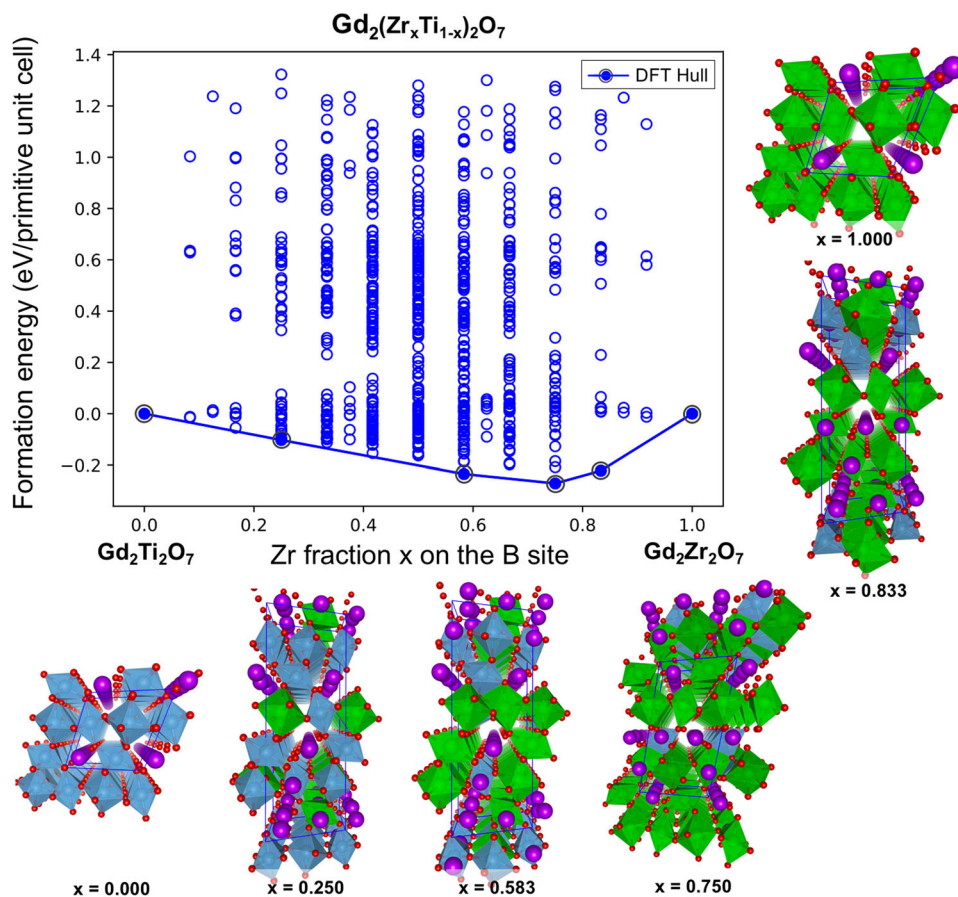 Gd₂(ZrₓTi₁₋ₓ)₂O₇
Formation energy (eV/primitive unit cell)
1.4
1.2
1.0
0.8
0.6
0.4
0.2
0.0
−0.2
DFT Hull
0.0
0.2
0.4
0.6
0.8
1.0
Gd₂Ti₂O₇
Zr fraction x on the B site
Gd₂Zr₂O₇
x = 1.000
x = 0.833
x = 0.000
x = 0.250
x = 0.583
x = 0.750